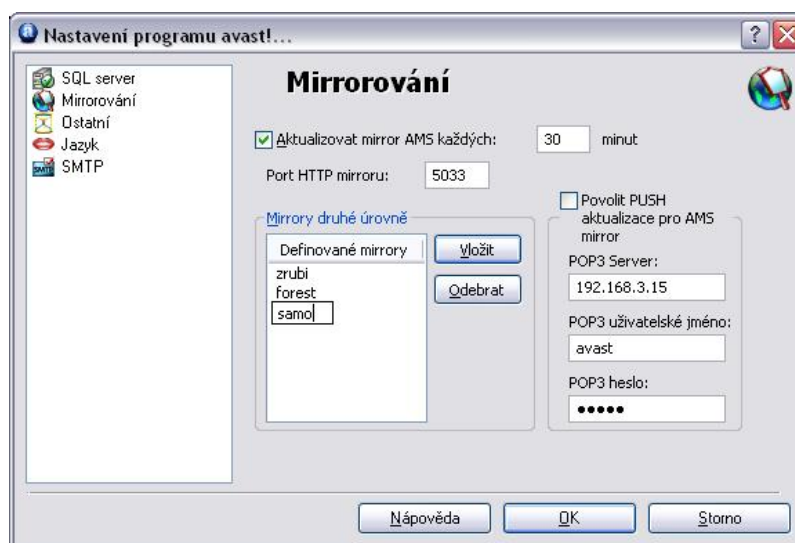 Nastavení programu avast!...
SQL server
Mirrorování
Ostatní
Jazyk
SMTP
Mirrorování
Aktualizovat mirror AMS každých: 30 minut
Port HTTP mirroru: 5033
Mirrory druhé úrovně
Definované mirrory
zrubi
forest
samo
Vložit
Odebrat
Povolit PUSH
aktualizace pro AMS
mirror
POP3 Server:
192.168.3.15
POP3 uživatelské jméno:
avast
POP3 heslo:
●●●●●
Nápověda OK Storno